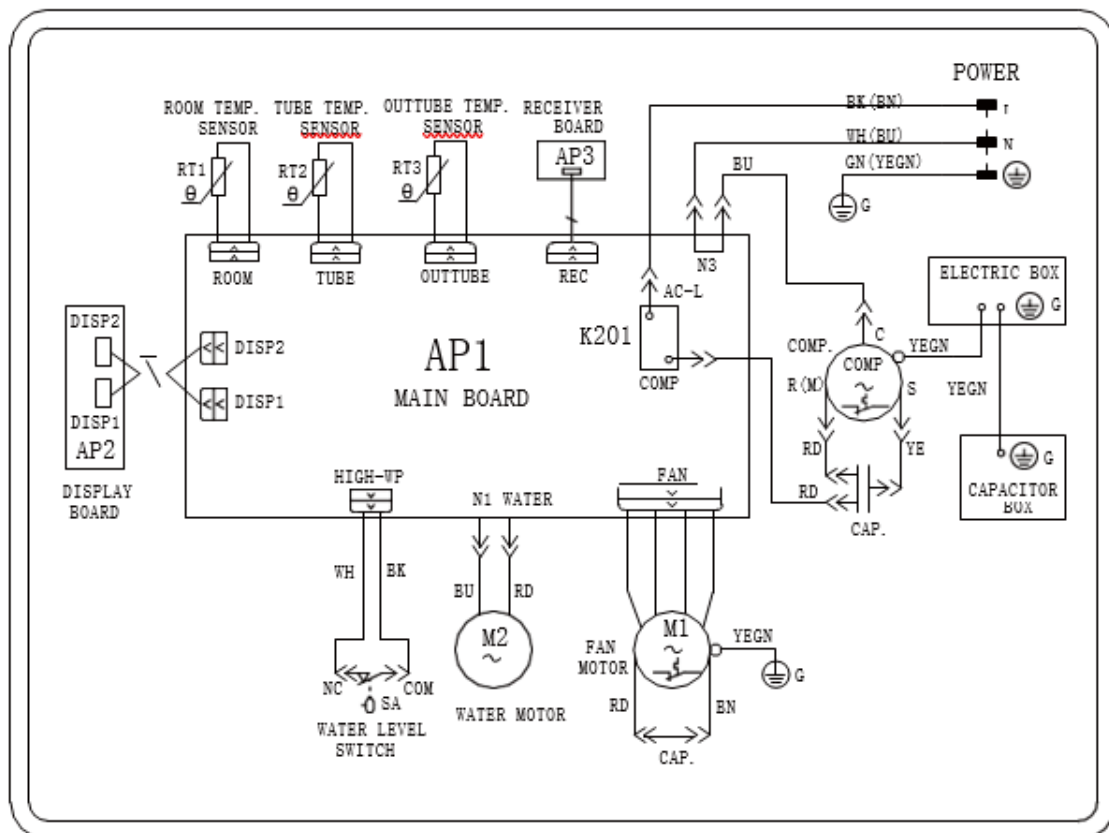 POWER
ROOM TEMP.
SENSOR
TUBE TEMP.
SENSOR
OUTTUBE TEMP.
SENSOR
RECEIVER
BOARD
BK(BN)
WH(BU)
N
GN(YEGN)
G
BU
RT1
θ
RT2
θ
RT3
θ
AP3
ROOM
TUBE
OUTTUBE
REC
N3
AC-L
K201
COMP
ELECTRIC BOX
G
DISP2
DISP1
AP2
DISPLAY
BOARD
DISP2
DISP1
AP1
MAIN BOARD
COMP.
C
COMP
R(M)
S
YEGN
YEGN
RD
YE
RD
CAP.
G
CAPACITOR
BOX
HIGH-WP
N1 WATER
FAN
WH
BK
BU
RD
M2
M1
FAN
MOTOR
YEGN
G
NC
COM
SA
WATER LEVEL
SWITCH
WATER MOTOR
RD
BN
CAP.